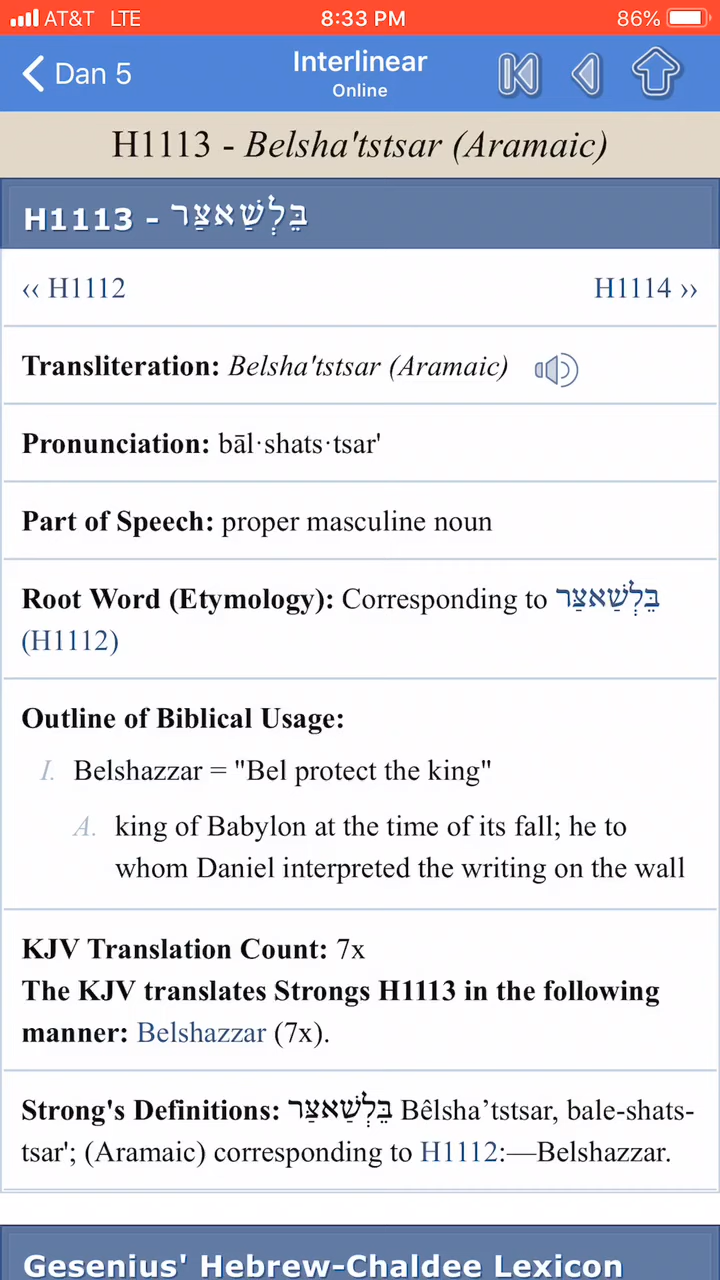 AT&T LTE 8:33 PM 86%
Dan 5 Interlinear
Online
H1113 - Belsha'tstsar (Aramaic)
H1113 - בֵּלְשַׁאצַּר
‹‹ H1112 H1114 ››
Transliteration: Belsha'tstsar (Aramaic)
Pronunciation: bāl·shats·tsar'
Part of Speech: proper masculine noun
Root Word (Etymology): Corresponding to בֵּלְשַׁאצַּר
(H1112)
Outline of Biblical Usage:
I. Belshazzar = "Bel protect the king"
A. king of Babylon at the time of its fall; he to
whom Daniel interpreted the writing on the wall
KJV Translation Count: 7x
The KJV translates Strongs H1113 in the following
manner: Belshazzar (7x).
Strong's Definitions: בֵּלְשַׁאצַּר Bêlshaʼtstsar, bale-shats-
tsar'; (Aramaic) corresponding to H1112:—Belshazzar.
Gesenius' Hebrew-Chaldee Lexicon